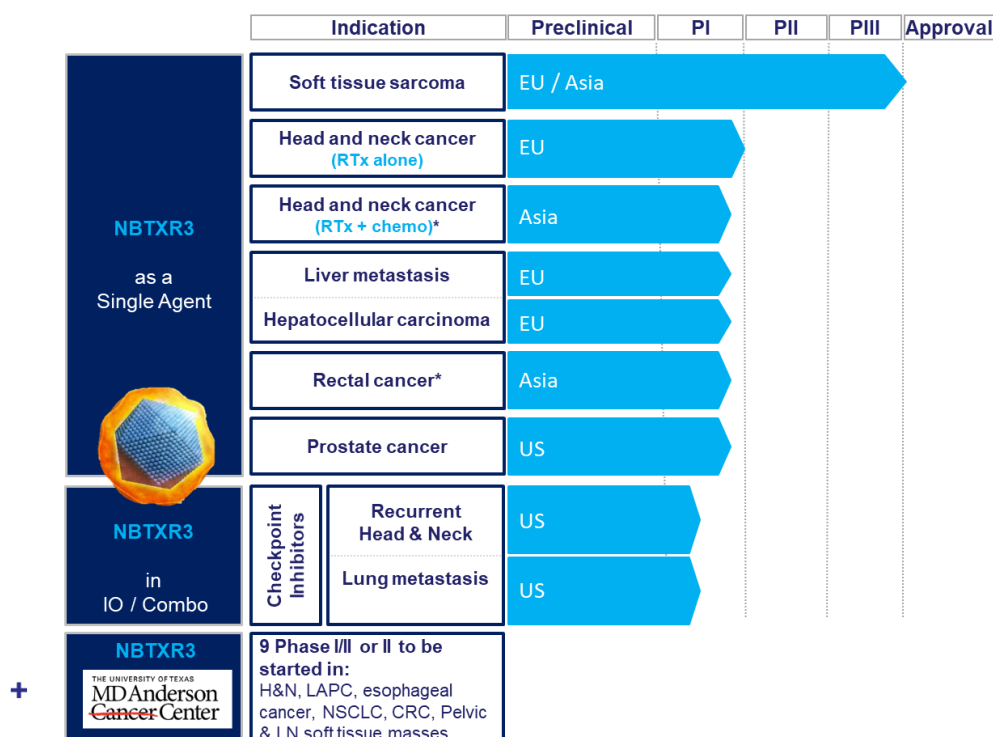 Indication
Preclinical
PI
PII
PIII
Approval
NBTXR3
as a
Single Agent
Soft tissue sarcoma
EU / Asia
Head and neck cancer
(RTx alone)
EU
Head and neck cancer
(RTx + chemo)*
Asia
Liver metastasis
EU
Hepatocellular carcinoma
EU
Rectal cancer*
Asia
Prostate cancer
US
NBTXR3
in
IO / Combo
Checkpoint
Inhibitors
Recurrent
Head & Neck
US
Lung metastasis
US
+
NBTXR3
THE UNIVERSITY OF TEXAS
MD Anderson
Cancer Center
9 Phase I/II or II to be
started in:
H&N, LAPC, esophageal
cancer, NSCLC, CRC, Pelvic
& LN soft tissue masses